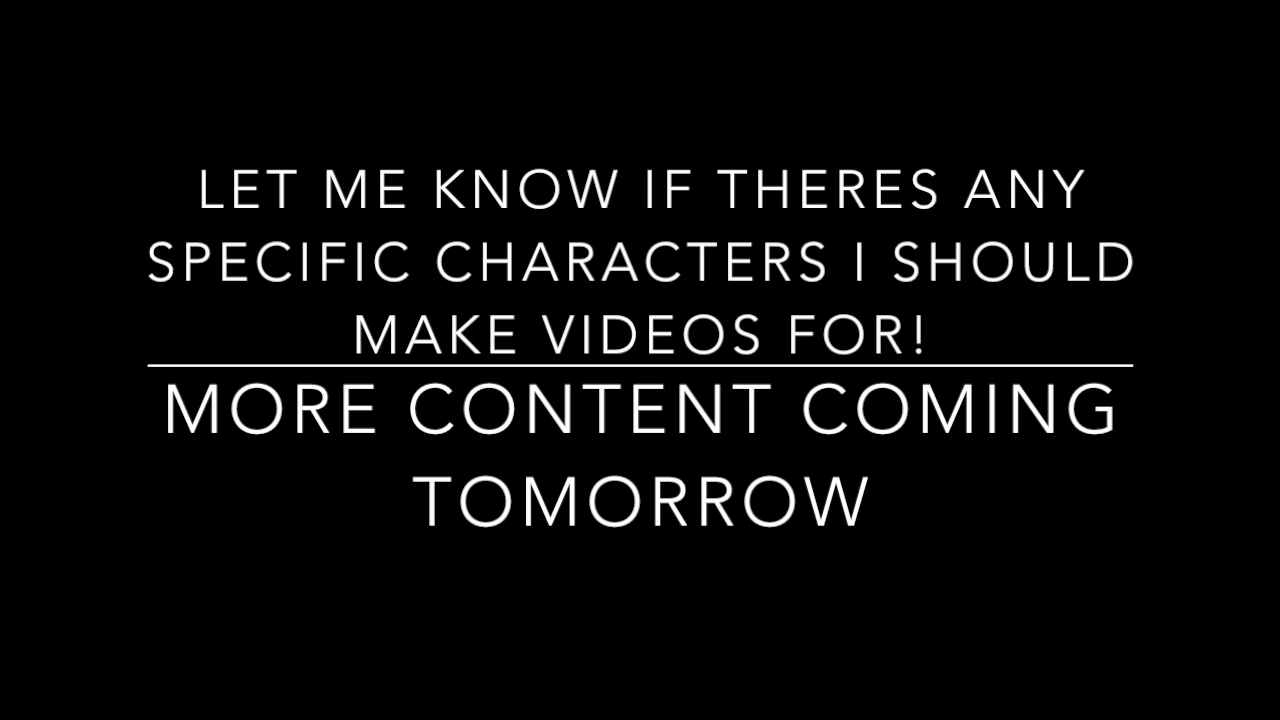 LET ME KNOW IF THERES ANY
SPECIFIC CHARACTERS I SHOULD
MAKE VIDEOS FOR!
MORE CONTENT COMING
TOMORROW